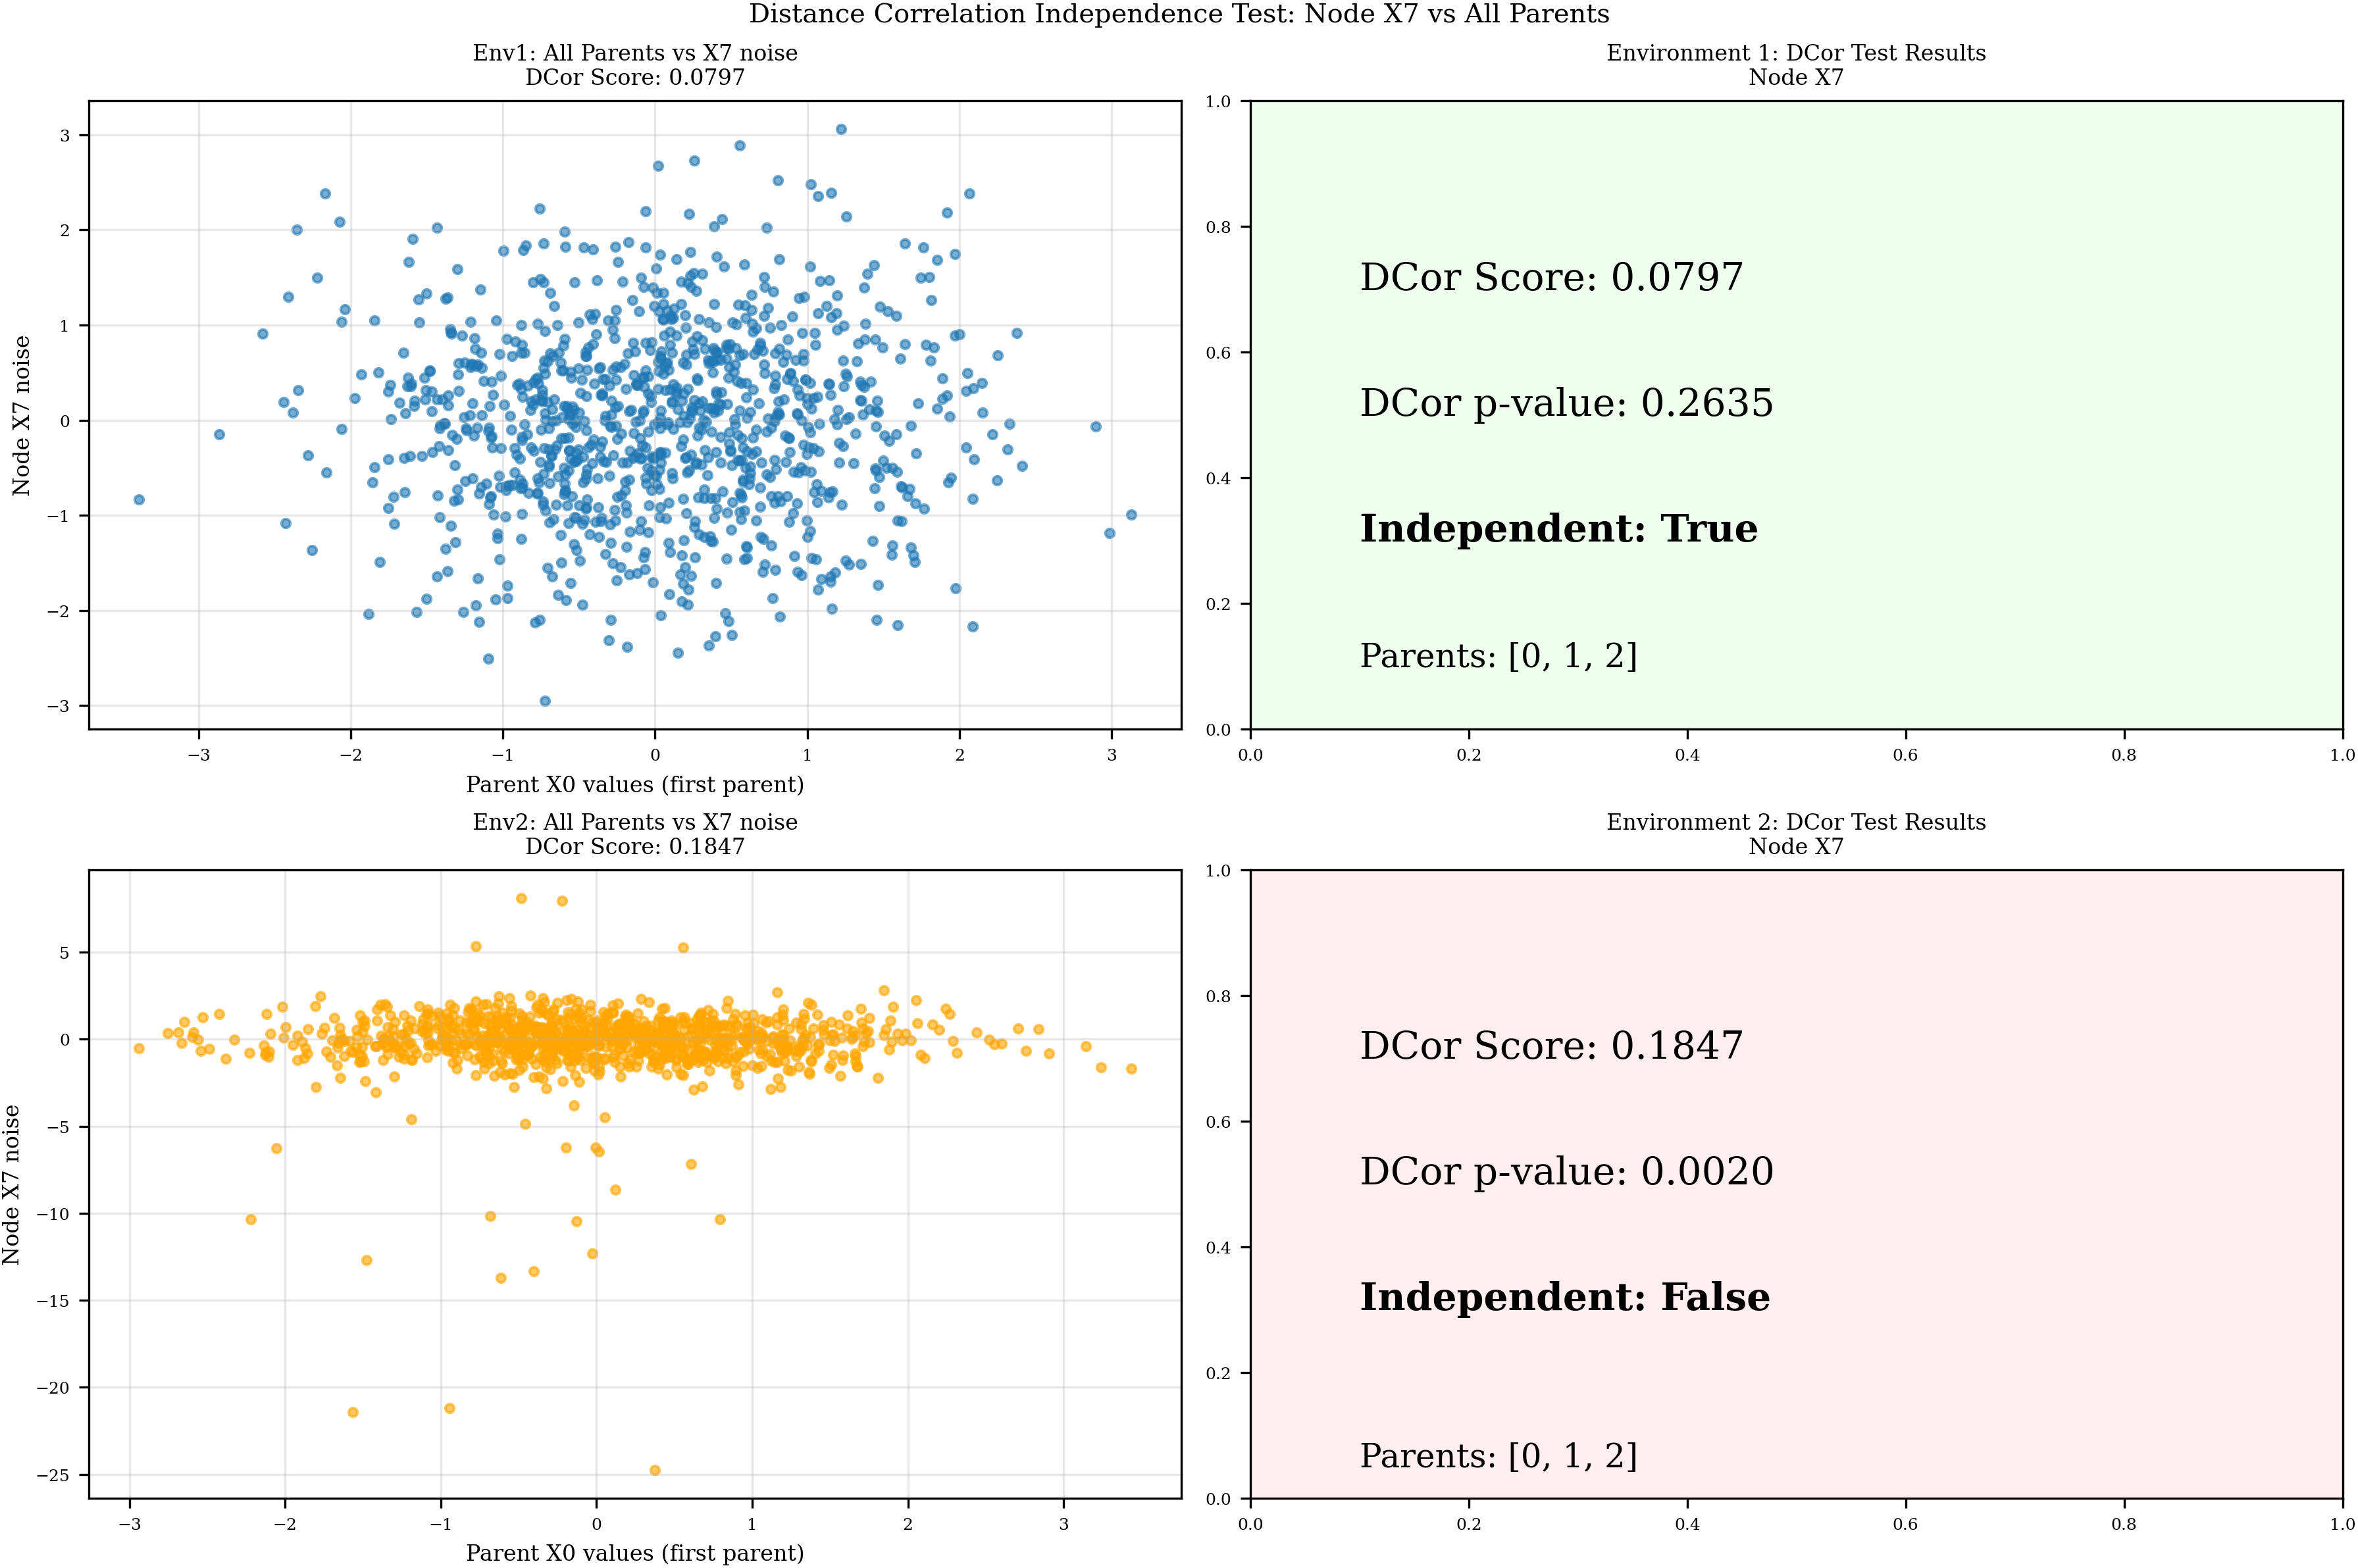 Distance Correlation Independence Test: Node X7 vs All Parents
Env1: All Parents vs X7 noise
DCor Score: 0.0797
3
2
1
0
−1
−2
−3
Node X7 noise
−3 −2 −1 0 1 2 3
Parent X0 values (first parent)
Environment 1: DCor Test Results
Node X7
1.0
0.8
0.6
0.4
0.2
0.0
DCor Score: 0.0797
DCor p-value: 0.2635
Independent: True
Parents: [0, 1, 2]
0.0 0.2 0.4 0.6 0.8 1.0
Env2: All Parents vs X7 noise
DCor Score: 0.1847
5
0
−5
−10
−15
−20
−25
Node X7 noise
−3 −2 −1 0 1 2 3
Parent X0 values (first parent)
Environment 2: DCor Test Results
Node X7
1.0
0.8
0.6
0.4
0.2
0.0
DCor Score: 0.1847
DCor p-value: 0.0020
Independent: False
Parents: [0, 1, 2]
0.0 0.2 0.4 0.6 0.8 1.0